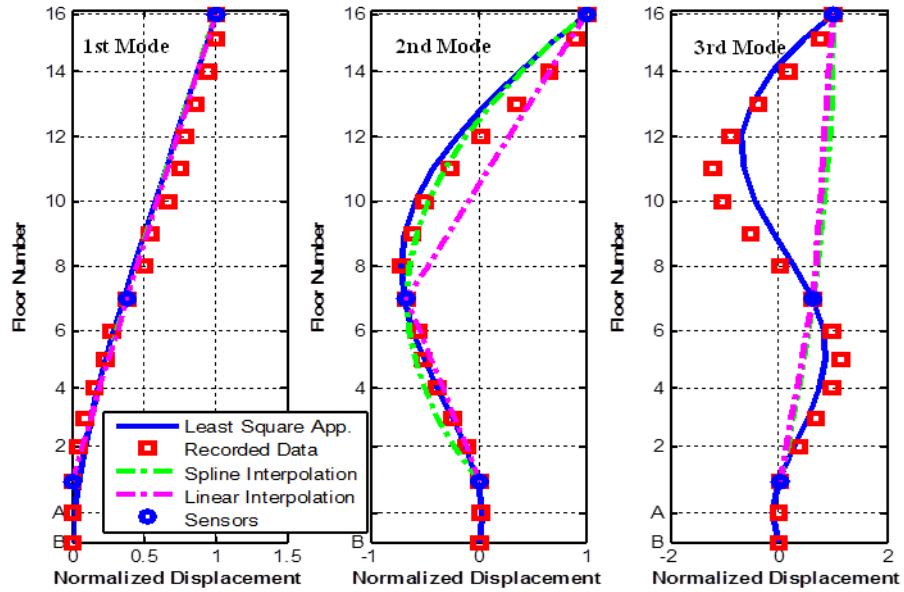 1st Mode
16
14
12
10
8
6
4
2
A
B
0
0.5
1
1.5
Floor Number
Normalized Displacement
2nd Mode
16
14
12
10
8
6
4
2
B
-1
0
1
Floor Number
Normalized Displacement
3rd Mode
16
14
12
10
8
6
4
2
A
B
-2
0
2
Floor Number
Normalized Displacement
Least Square App.
Recorded Data
Spline Interpolation
Linear Interpolation
Sensors